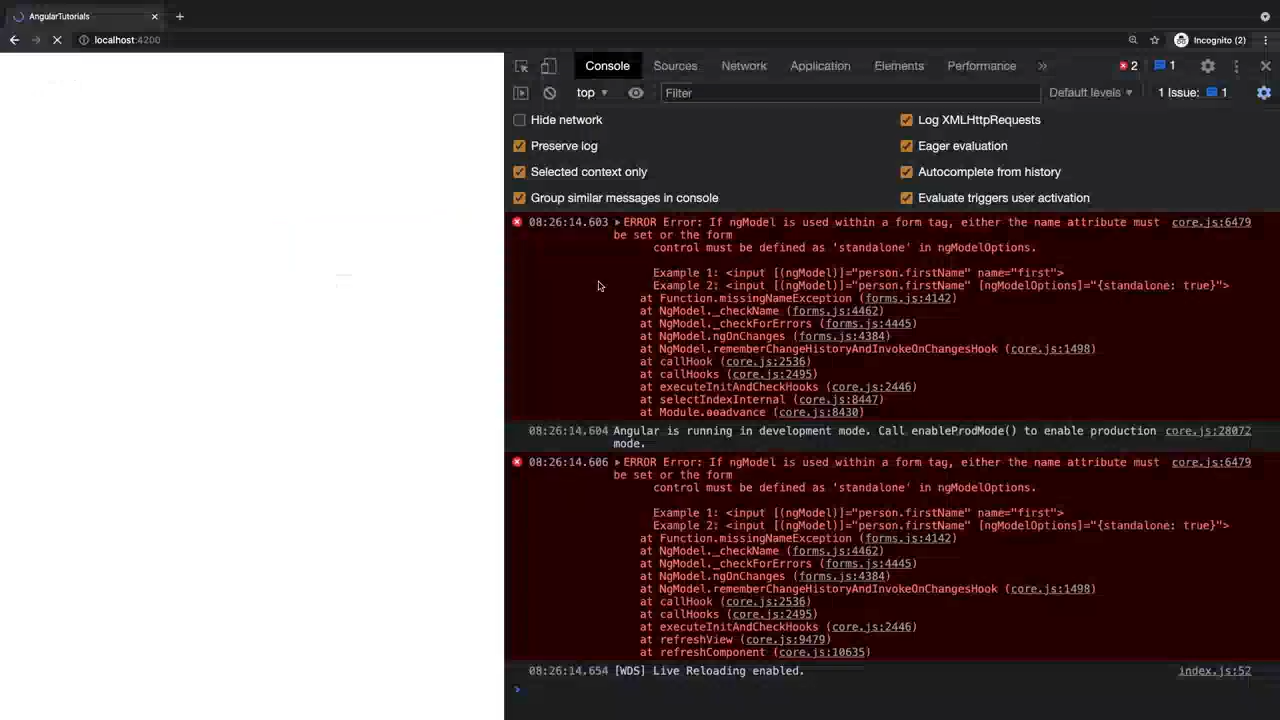 AngularTutorials
localhost:4200
Incognito (2)
Console Sources Network Application Elements Performance 2 1
top Filter Default levels 1 Issue: 1
Hide network
Log XMLHttpRequests
Preserve log
Eager evaluation
Selected context only
Autocomplete from history
Group similar messages in console
Evaluate triggers user activation
08:26:14.603 ERROR Error: If ngModel is used within a form tag, either the name attribute must core.js:6479
be set or the form
control must be defined as 'standalone' in ngModelOptions.
Example 1: <input [(ngModel)]="person.firstName" name="first">
Example 2: <input [(ngModel)]="person.firstName" [ngModelOptions]="{standalone: true}">
at Function.missingNameException (forms.js:4142)
at NgModel._checkName (forms.js:4462)
at NgModel._checkForErrors (forms.js:4445)
at NgModel.ngOnChanges (forms.js:4384)
at NgModel.rememberChangeHistoryAndInvokeOnChangesHook (core.js:1498)
at callHook (core.js:2536)
at callHooks (core.js:2495)
at executeInitAndCheckHooks (core.js:2446)
at selectIndexInternal (core.js:8447)
at Module.ɵɵadvance (core.js:8430)
08:26:14.604 Angular is running in development mode. Call enableProdMode() to enable production core.js:28072
mode.
08:26:14.606 ERROR Error: If ngModel is used within a form tag, either the name attribute must core.js:6479
be set or the form
control must be defined as 'standalone' in ngModelOptions.
Example 1: <input [(ngModel)]="person.firstName" name="first">
Example 2: <input [(ngModel)]="person.firstName" [ngModelOptions]="{standalone: true}">
at Function.missingNameException (forms.js:4142)
at NgModel._checkName (forms.js:4462)
at NgModel._checkForErrors (forms.js:4445)
at NgModel.ngOnChanges (forms.js:4384)
at NgModel.rememberChangeHistoryAndInvokeOnChangesHook (core.js:1498)
at callHook (core.js:2536)
at callHooks (core.js:2495)
at executeInitAndCheckHooks (core.js:2446)
at refreshView (core.js:9479)
at refreshComponent (core.js:10635)
08:26:14.654 [WDS] Live Reloading enabled. index.js:52